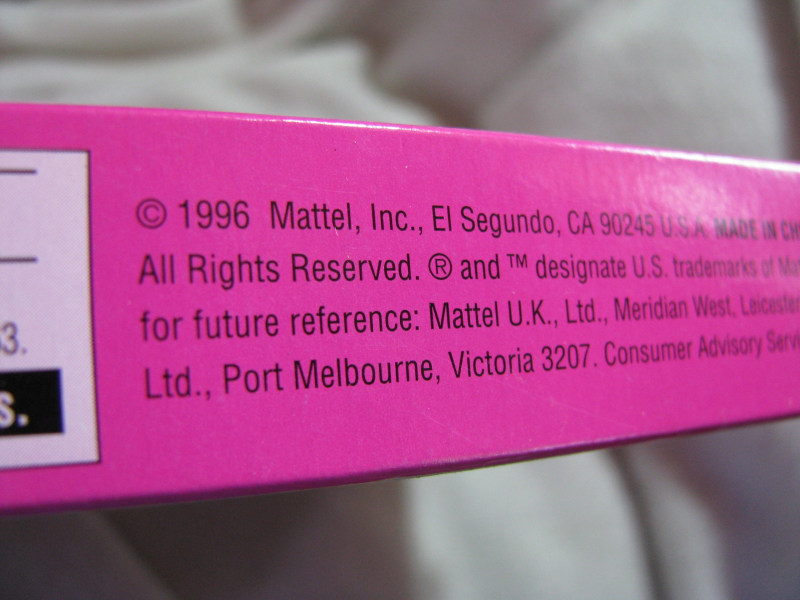 © 1996 Mattel, Inc., El Segundo, CA 90245 U.S.A. MADE IN
All Rights Reserved. ® and ™ designate U.S. trademarks of
for future reference: Mattel U.K., Ltd., Meridian West,
Ltd., Port Melbourne, Victoria 3207. Consumer Advisory
3.
s.